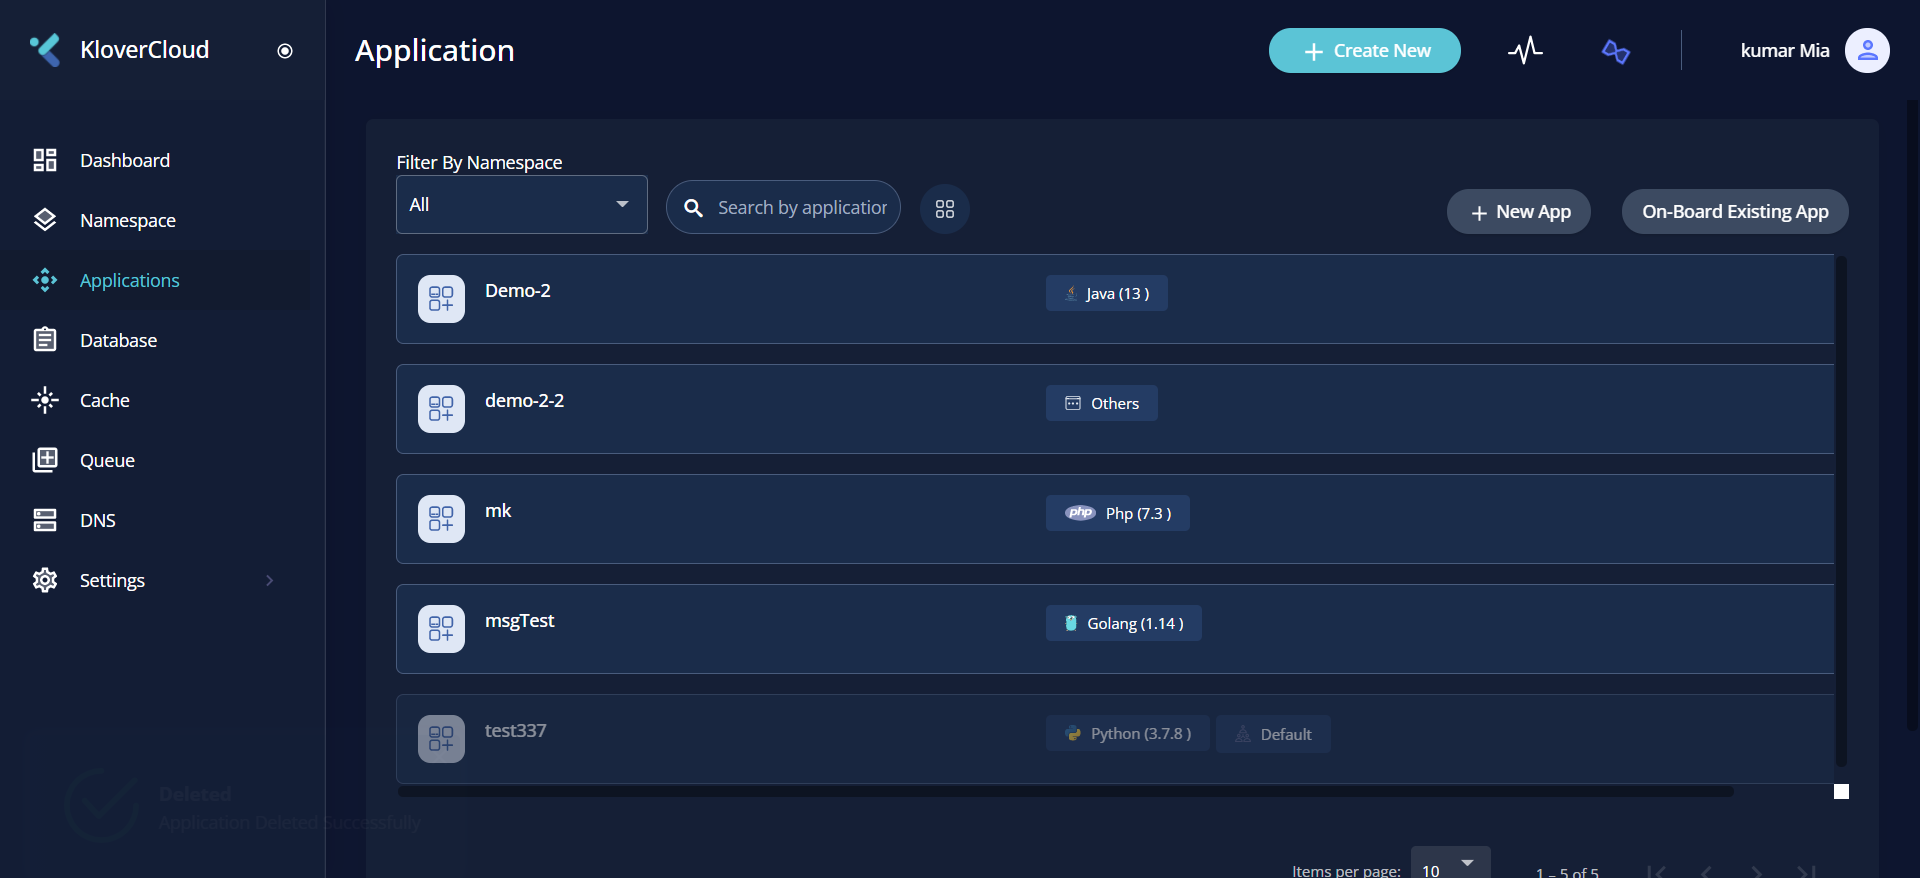 KloverCloud
Application
Create New
kumar Mia
Dashboard
Namespace
Applications
Database
Cache
Queue
DNS
Settings
Filter By Namespace
All
Search by application
New App
On-Board Existing App
Demo-2
Java (13 )
demo-2-2
Others
mk
php
Php (7.3 )
msgTest
Golang (1.14 )
test337
Python (3.7.8 )
Default
Deleted
Application Deleted Successfully
Items per page:
10
1 – 5 of 5